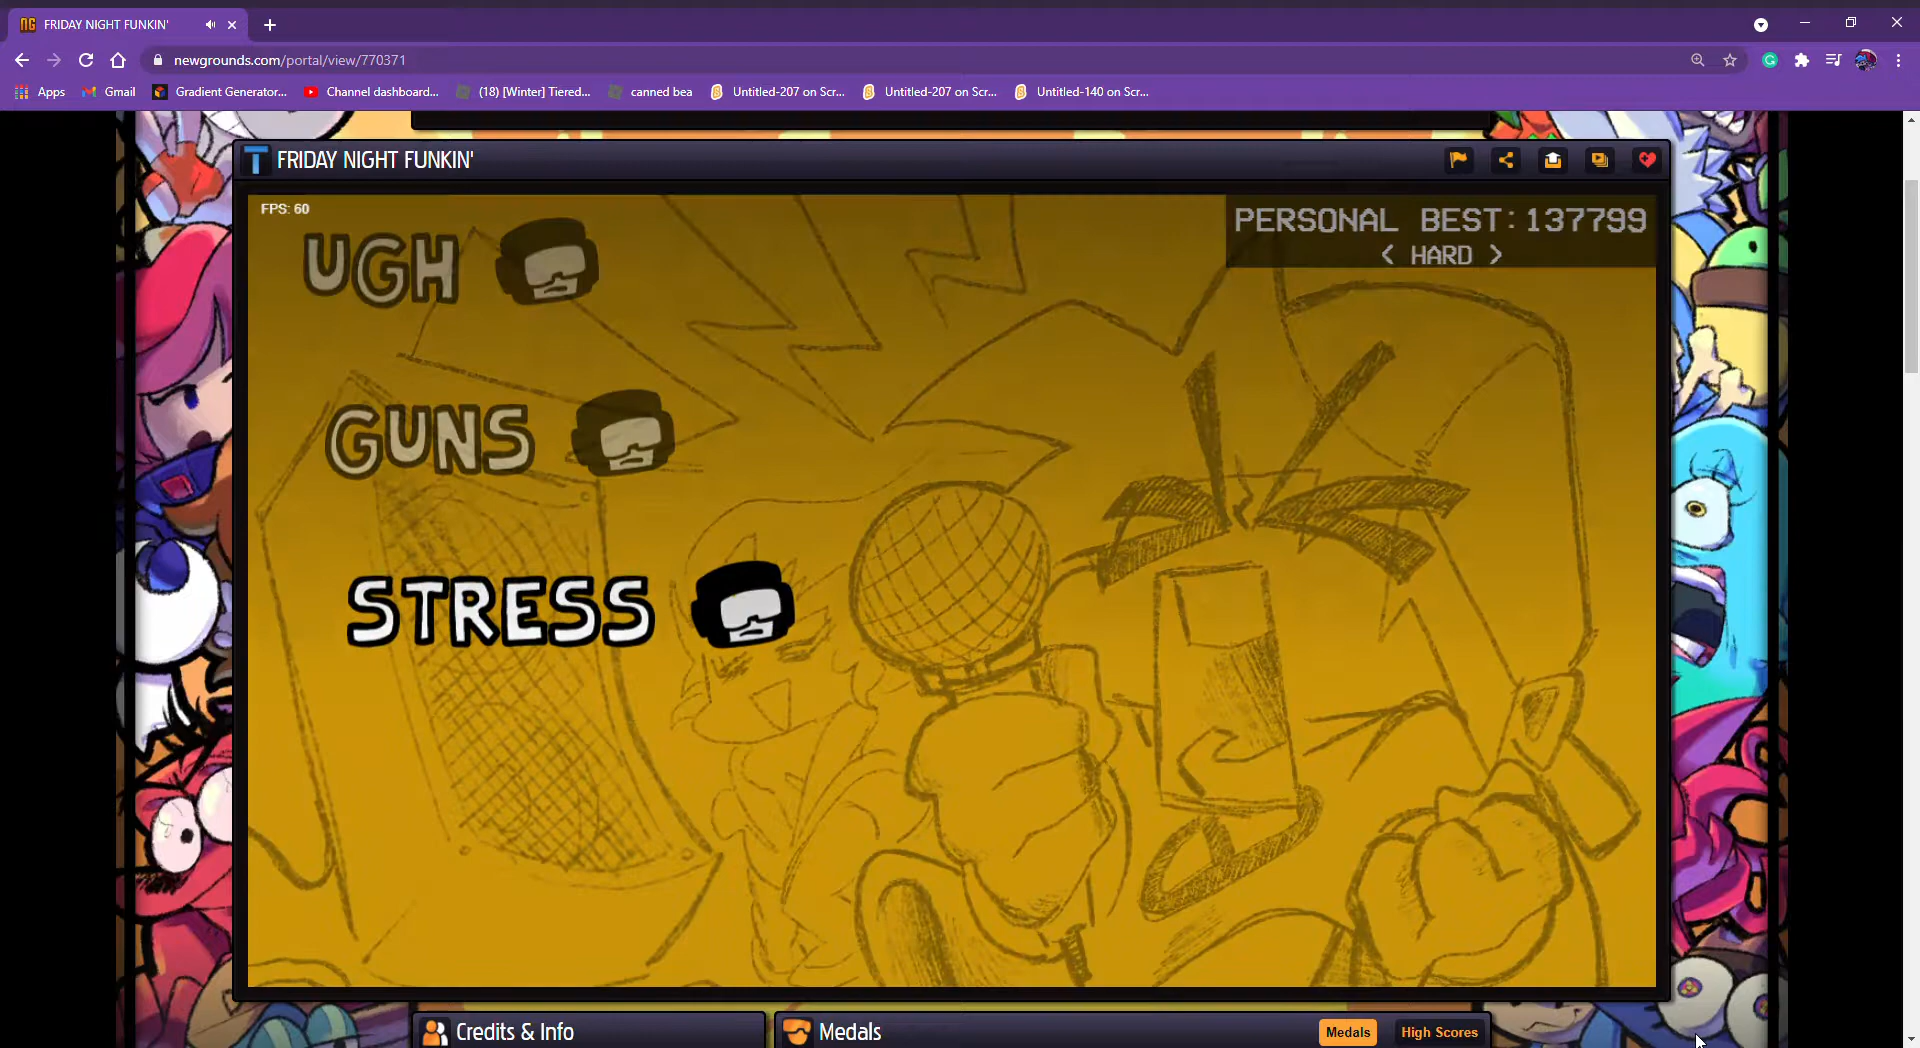 FRIDAY NIGHT FUNKIN'
newgrounds.com/portal/view/770371
Apps
Gmail
Gradient Generator...
Channel dashboard...
(18) [Winter] Tiered...
canned bea
Untitled-207 on Scr...
Untitled-207 on Scr...
Untitled-140 on Scr...
FRIDAY NIGHT FUNKIN'
FPS: 60
PERSONAL BEST:137799
< HARD >
UGH
GUNS
STRESS
Credits & Info
Medals
Medals
High Scores